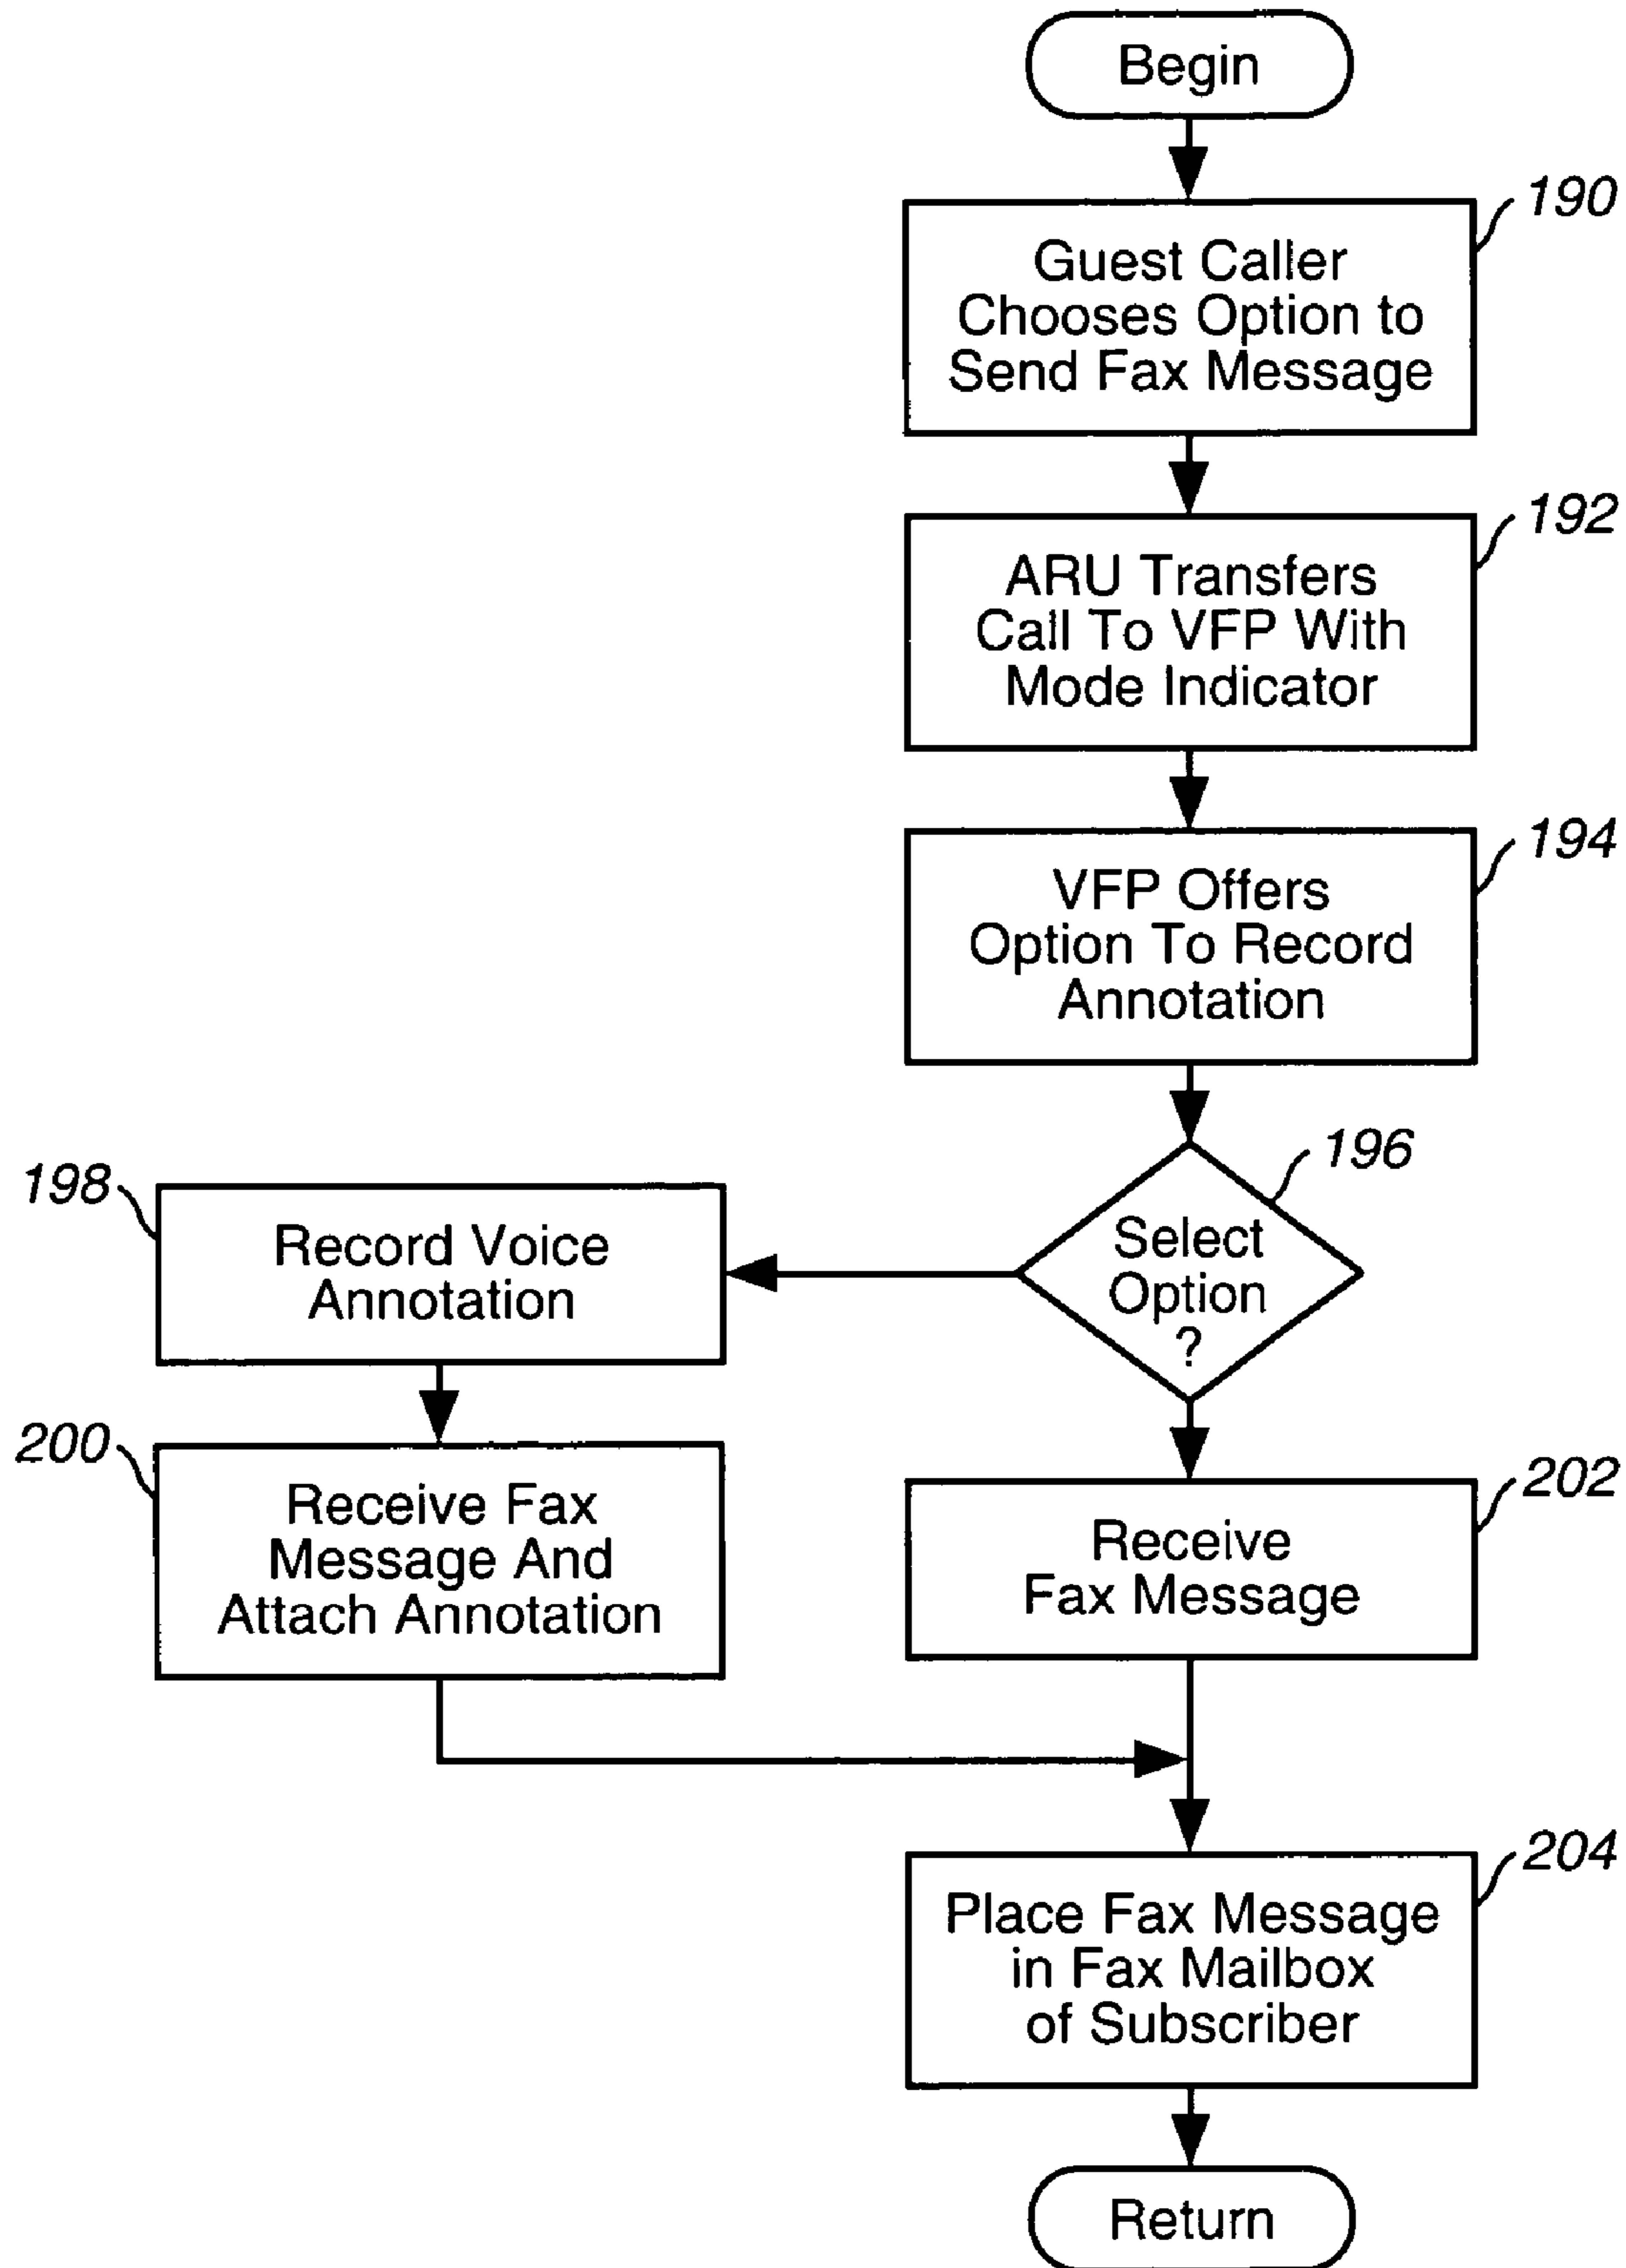 Begin
190
Guest Caller
Chooses Option to
Send Fax Message
192
ARU Transfers
Call To VFP With
Mode Indicator
194
VFP Offers
Option To Record
Annotation
196
Select
Option
?
198
Record Voice
Annotation
200
Receive Fax
Message And
Attach Annotation
202
Receive
Fax Message
204
Place Fax Message
in Fax Mailbox
of Subscriber
Return